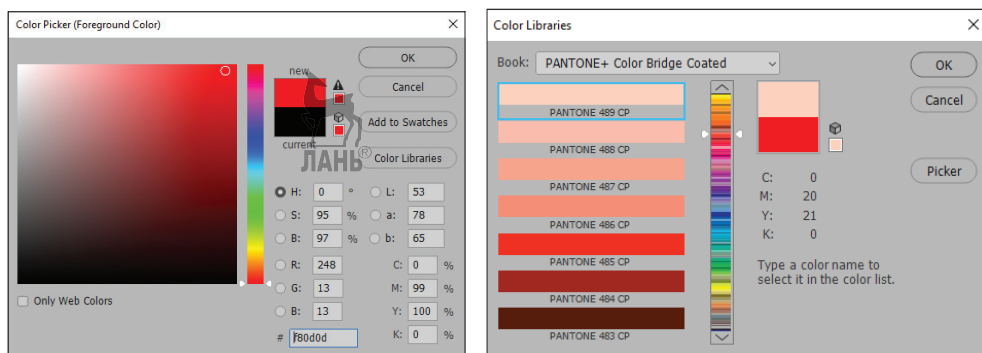 Color Picker (Foreground Color)
new
current
OK
Cancel
Add to Swatches
Color Libraries
ЛАНЬ®
H: 0 ° L: 53
S: 95 % a: 78
B: 97 % b: 65
R: 248 C: 0 %
G: 13 M: 99 %
B: 13 Y: 100 %
# f80d0d K: 0 %
Only Web Colors
Color Libraries
Book: PANTONE+ Color Bridge Coated
OK
Cancel
Picker
PANTONE 489 CP
PANTONE 488 CP
PANTONE 487 CP
PANTONE 486 CP
PANTONE 485 CP
PANTONE 484 CP
PANTONE 483 CP
C: 0
M: 20
Y: 21
K: 0
Type a color name to
select it in the color list.